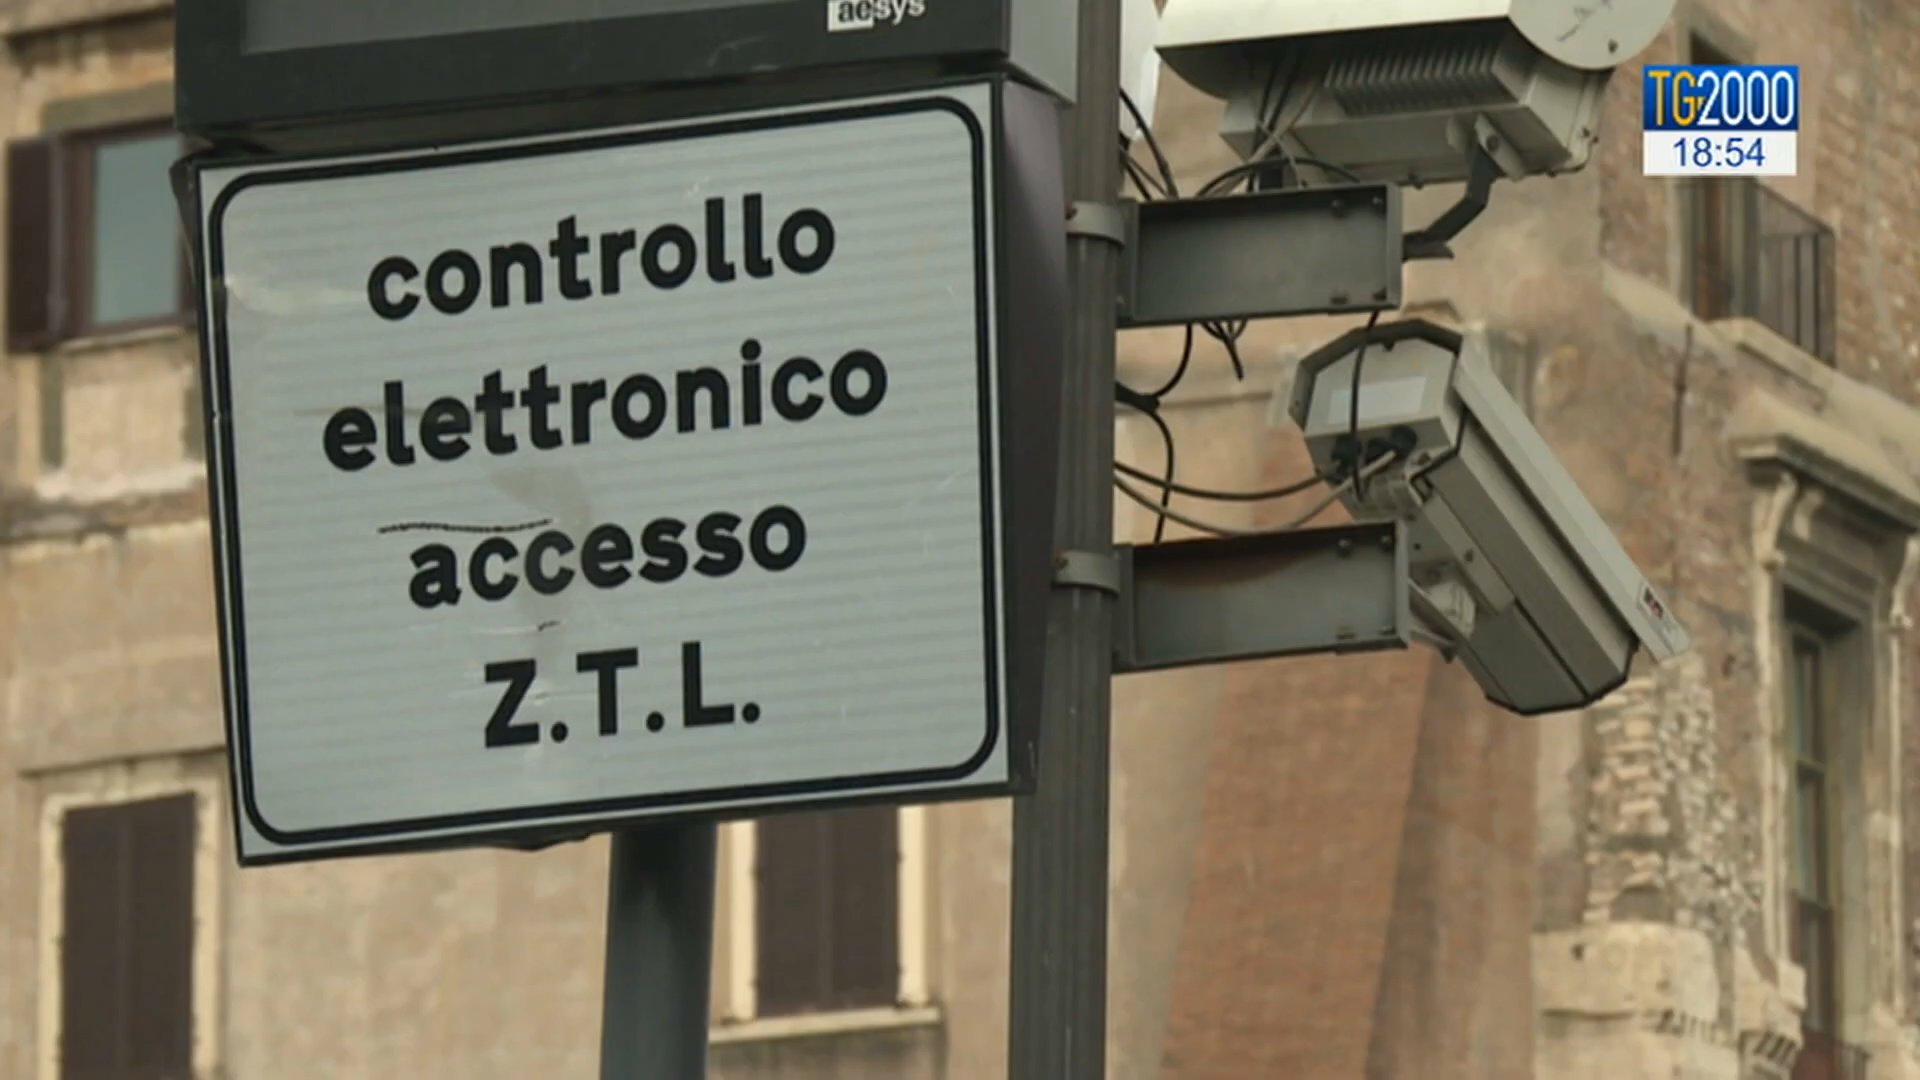 aesys
TG2000
18:54
controllo
elettronico
accesso
Z.T.L.